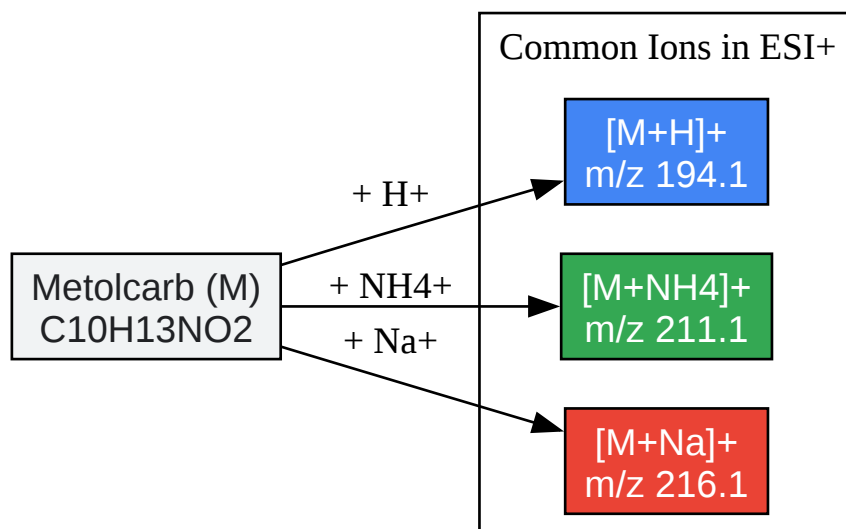 Common Ions in ESI+
[M+H]+
m/z 194.1
+ H+
Metolcarb (M)
C10H13NO2
+ NH4+
[M+NH4]+
m/z 211.1
+ Na+
[M+Na]+
m/z 216.1